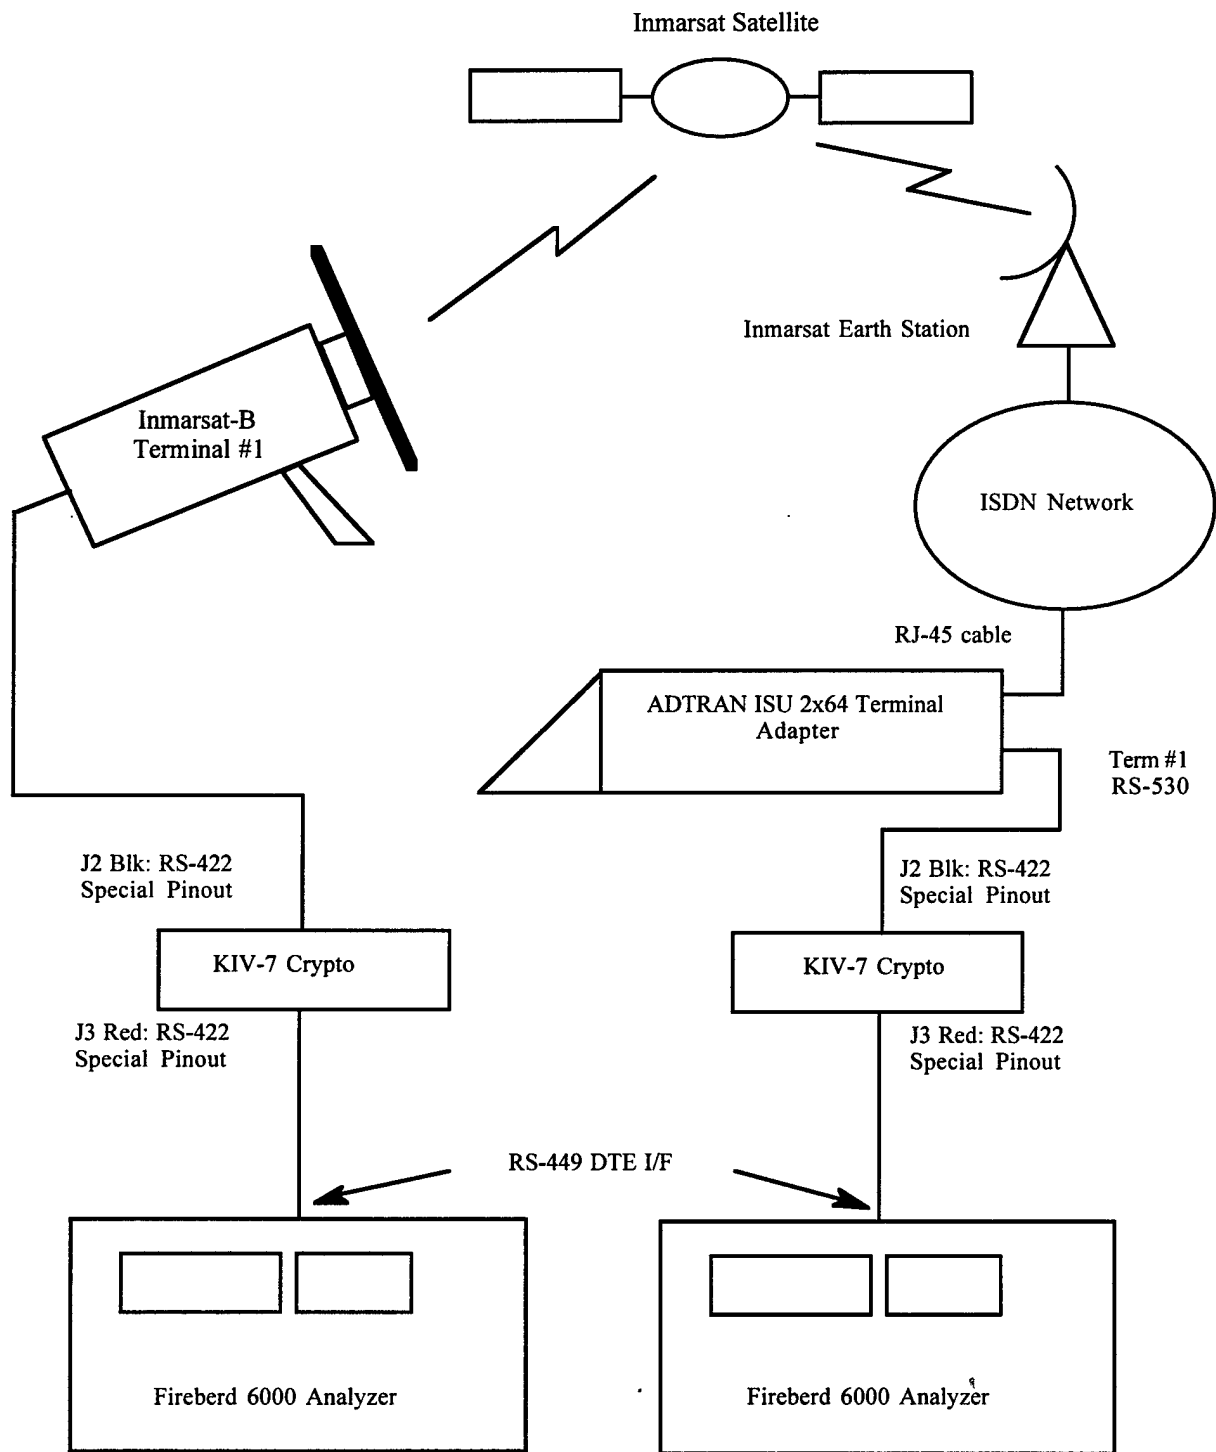 Inmarsat Satellite
Inmarsat Earth Station
Inmarsat-B
Terminal #1
ISDN Network
RJ-45 cable
ADTRAN ISU 2x64 Terminal
Adapter
Term #1
RS-530
J2 Blk: RS-422
Special Pinout
J2 Blk: RS-422
Special Pinout
KIV-7 Crypto
KIV-7 Crypto
J3 Red: RS-422
Special Pinout
J3 Red: RS-422
Special Pinout
RS-449 DTE I/F
Fireberd 6000 Analyzer
Fireberd 6000 Analyzer